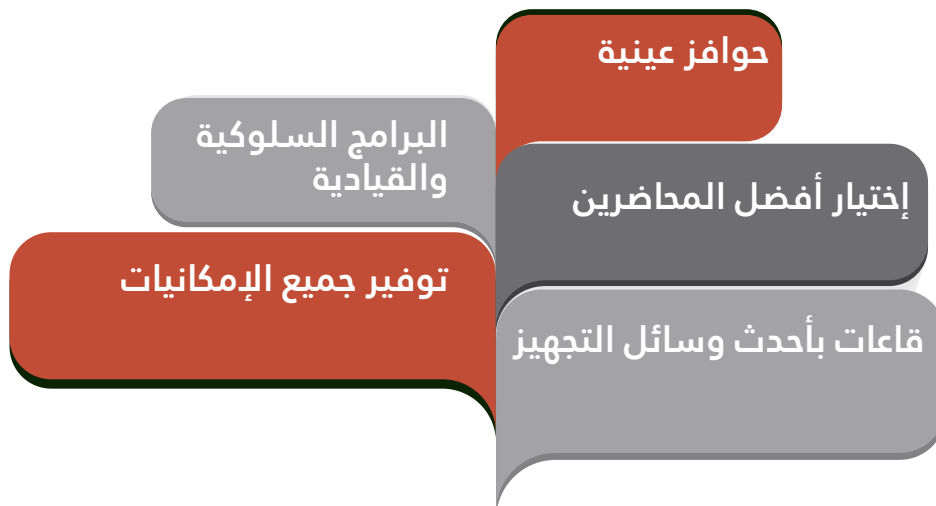 حوافز عينية
البرامج السلوكية
والقيادية
إختيار أفضل المحاضرين
توفير جميع الإمكانيات
قاعات بأحدث وسائل التجهيز